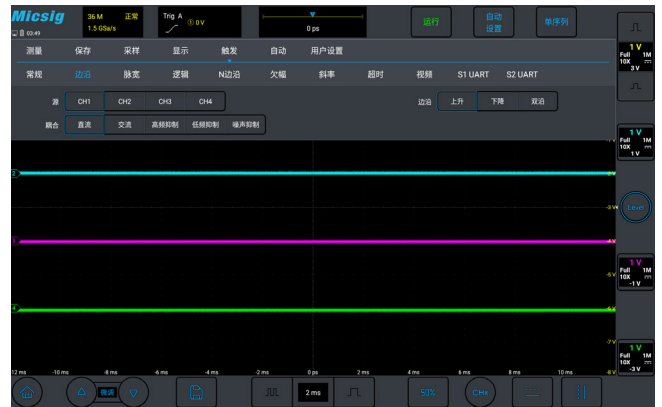 Micsig 36 M 正常 Trig A ① 0 V 0 ps 运行 自动设置 单序列
03:49 1.5 GSa/s
测量 保存 采样 显示 触发 自动 用户设置
常规 边沿 脉宽 逻辑 N边沿 欠幅 斜率 超时 视频 S1 UART S2 UART
源 CH1 CH2 CH3 CH4 边沿 上升 下降 双沿
耦合 直流 交流 高频抑制 低频抑制 噪声抑制
1 V
Full 1M
10X
3 V
1 V
Full 1M
10X
1 V
-1 V
2 -2 V
-3 V Level
3 -4 V
1 V
Full 1M
10X
-1 V
-5 V
4 -6 V
-7 V
1 V
Full 1M
10X
-3 V
-8 V
12 ms -10 ms -8 ms -6 ms -4 ms -2 ms 0 ps 2 ms 4 ms 6 ms 8 ms 10 ms
微调 2 ms 50% CHx